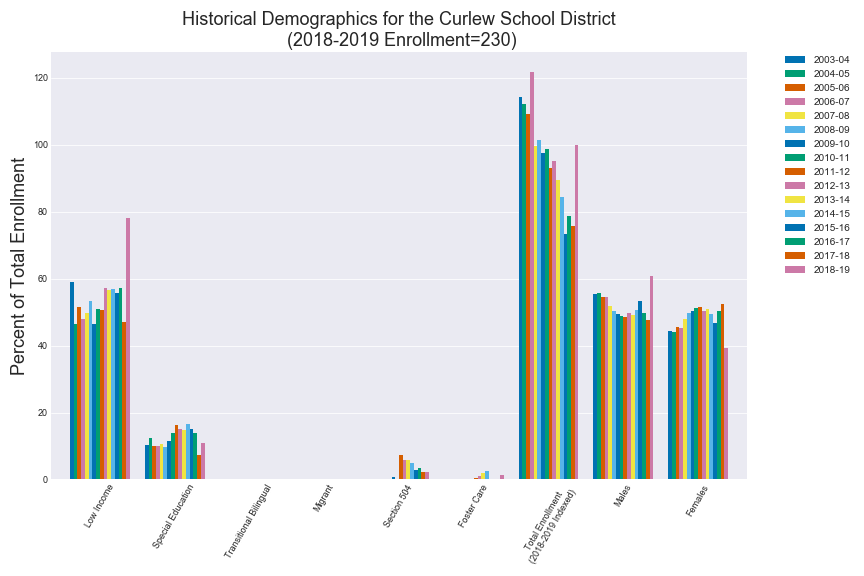 Historical Demographics for the Curlew School District
(2018-2019 Enrollment=230)
Percent of Total Enrollment
120
100
80
60
40
20
0
Low Income
Special Education
Transitional Bilingual
Migrant
Section 504
Foster Care
Total Enrollment
(2018-2019 Indexed)
Males
Females
2003-04
2004-05
2005-06
2006-07
2007-08
2008-09
2009-10
2010-11
2011-12
2012-13
2013-14
2014-15
2015-16
2016-17
2017-18
2018-19